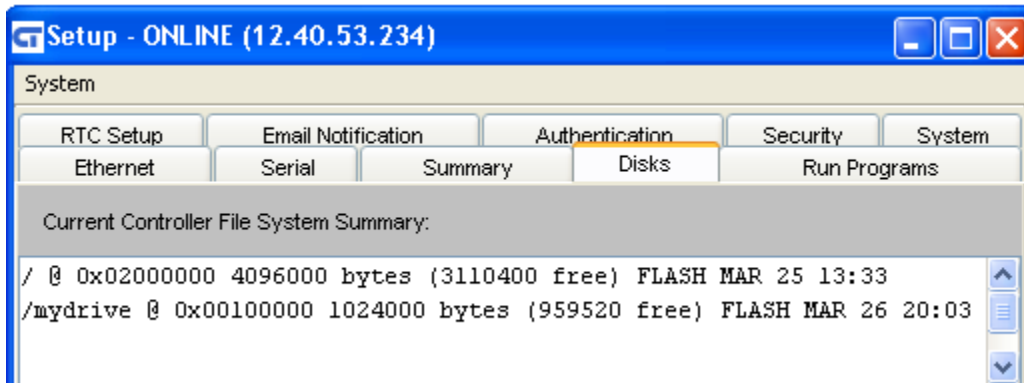 GT Setup - ONLINE (12.40.53.234)
System
RTC Setup Email Notification Authentication Security System
Ethernet Serial Summary Disks Run Programs
Current Controller File System Summary:
/ @ 0x02000000 4096000 bytes (3110400 free) FLASH MAR 25 13:33
/mydrive @ 0x00100000 1024000 bytes (959520 free) FLASH MAR 26 20:03